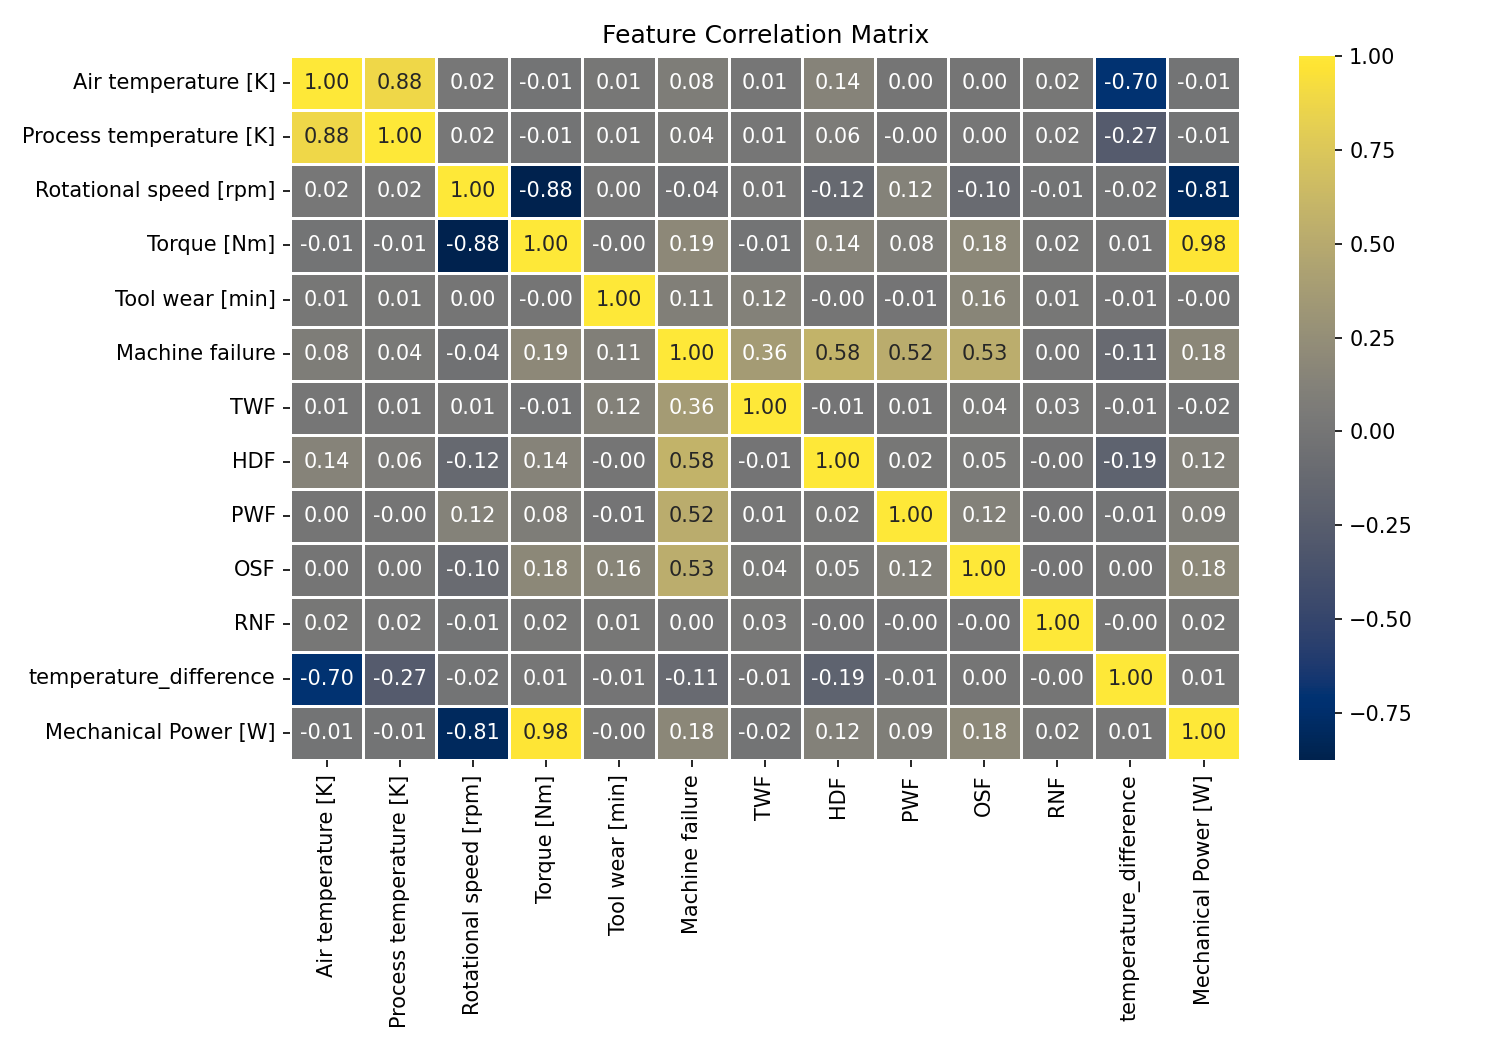 Feature Correlation Matrix
Air temperature [K] 1.00 0.88 0.02 -0.01 0.01 0.08 0.01 0.14 0.00 0.00 0.02 -0.70 -0.01
Process temperature [K] 0.88 1.00 0.02 -0.01 0.01 0.04 0.01 0.06 -0.00 0.00 0.02 -0.27 -0.01
Rotational speed [rpm] 0.02 0.02 1.00 -0.88 0.00 -0.04 0.01 -0.12 0.12 -0.10 -0.01 -0.02 -0.81
Torque [Nm] -0.01 -0.01 -0.88 1.00 -0.00 0.19 -0.01 0.14 0.08 0.18 0.02 0.01 0.98
Tool wear [min] 0.01 0.01 0.00 -0.00 1.00 0.11 0.12 -0.00 -0.01 0.16 0.01 -0.01 -0.00
Machine failure 0.08 0.04 -0.04 0.19 0.11 1.00 0.36 0.58 0.52 0.53 0.00 -0.11 0.18
TWF 0.01 0.01 0.01 -0.01 0.12 0.36 1.00 -0.01 0.01 0.04 0.03 -0.01 -0.02
HDF 0.14 0.06 -0.12 0.14 -0.00 0.58 -0.01 1.00 0.02 0.05 -0.00 -0.19 0.12
PWF 0.00 -0.00 0.12 0.08 -0.01 0.52 0.01 0.02 1.00 0.12 -0.00 -0.01 0.09
OSF 0.00 0.00 -0.10 0.18 0.16 0.53 0.04 0.05 0.12 1.00 -0.00 0.00 0.18
RNF 0.02 0.02 -0.01 0.02 0.01 0.00 0.03 -0.00 -0.00 -0.00 1.00 -0.00 0.02
temperature_difference -0.70 -0.27 -0.02 0.01 -0.01 -0.11 -0.01 -0.19 -0.01 0.00 -0.00 1.00 0.01
Mechanical Power [W] -0.01 -0.01 -0.81 0.98 -0.00 0.18 -0.02 0.12 0.09 0.18 0.02 0.01 1.00
Air temperature [K]
Process temperature [K]
Rotational speed [rpm]
Torque [Nm]
Tool wear [min]
Machine failure
TWF
HDF
PWF
OSF
RNF
temperature_difference
Mechanical Power [W]
1.00
0.75
0.50
0.25
0.00
−0.25
−0.50
−0.75